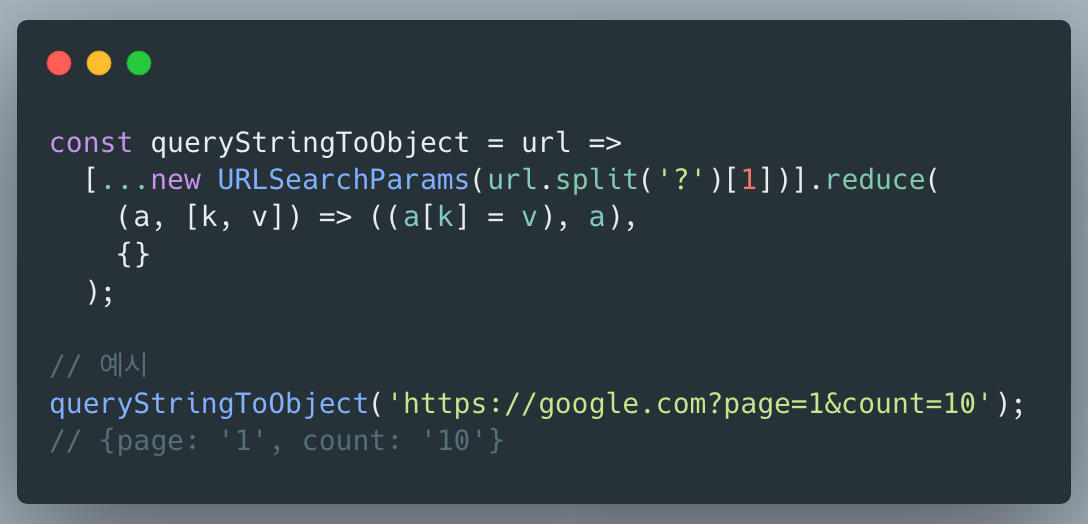 const queryStringToObject = url =>
  [...new URLSearchParams(url.split('?')[1])].reduce(
    (a, [k, v]) => ((a[k] = v), a),
    {}
  );
// 예시
queryStringToObject('https://google.com?page=1&count=10');
// {page: '1', count: '10'}